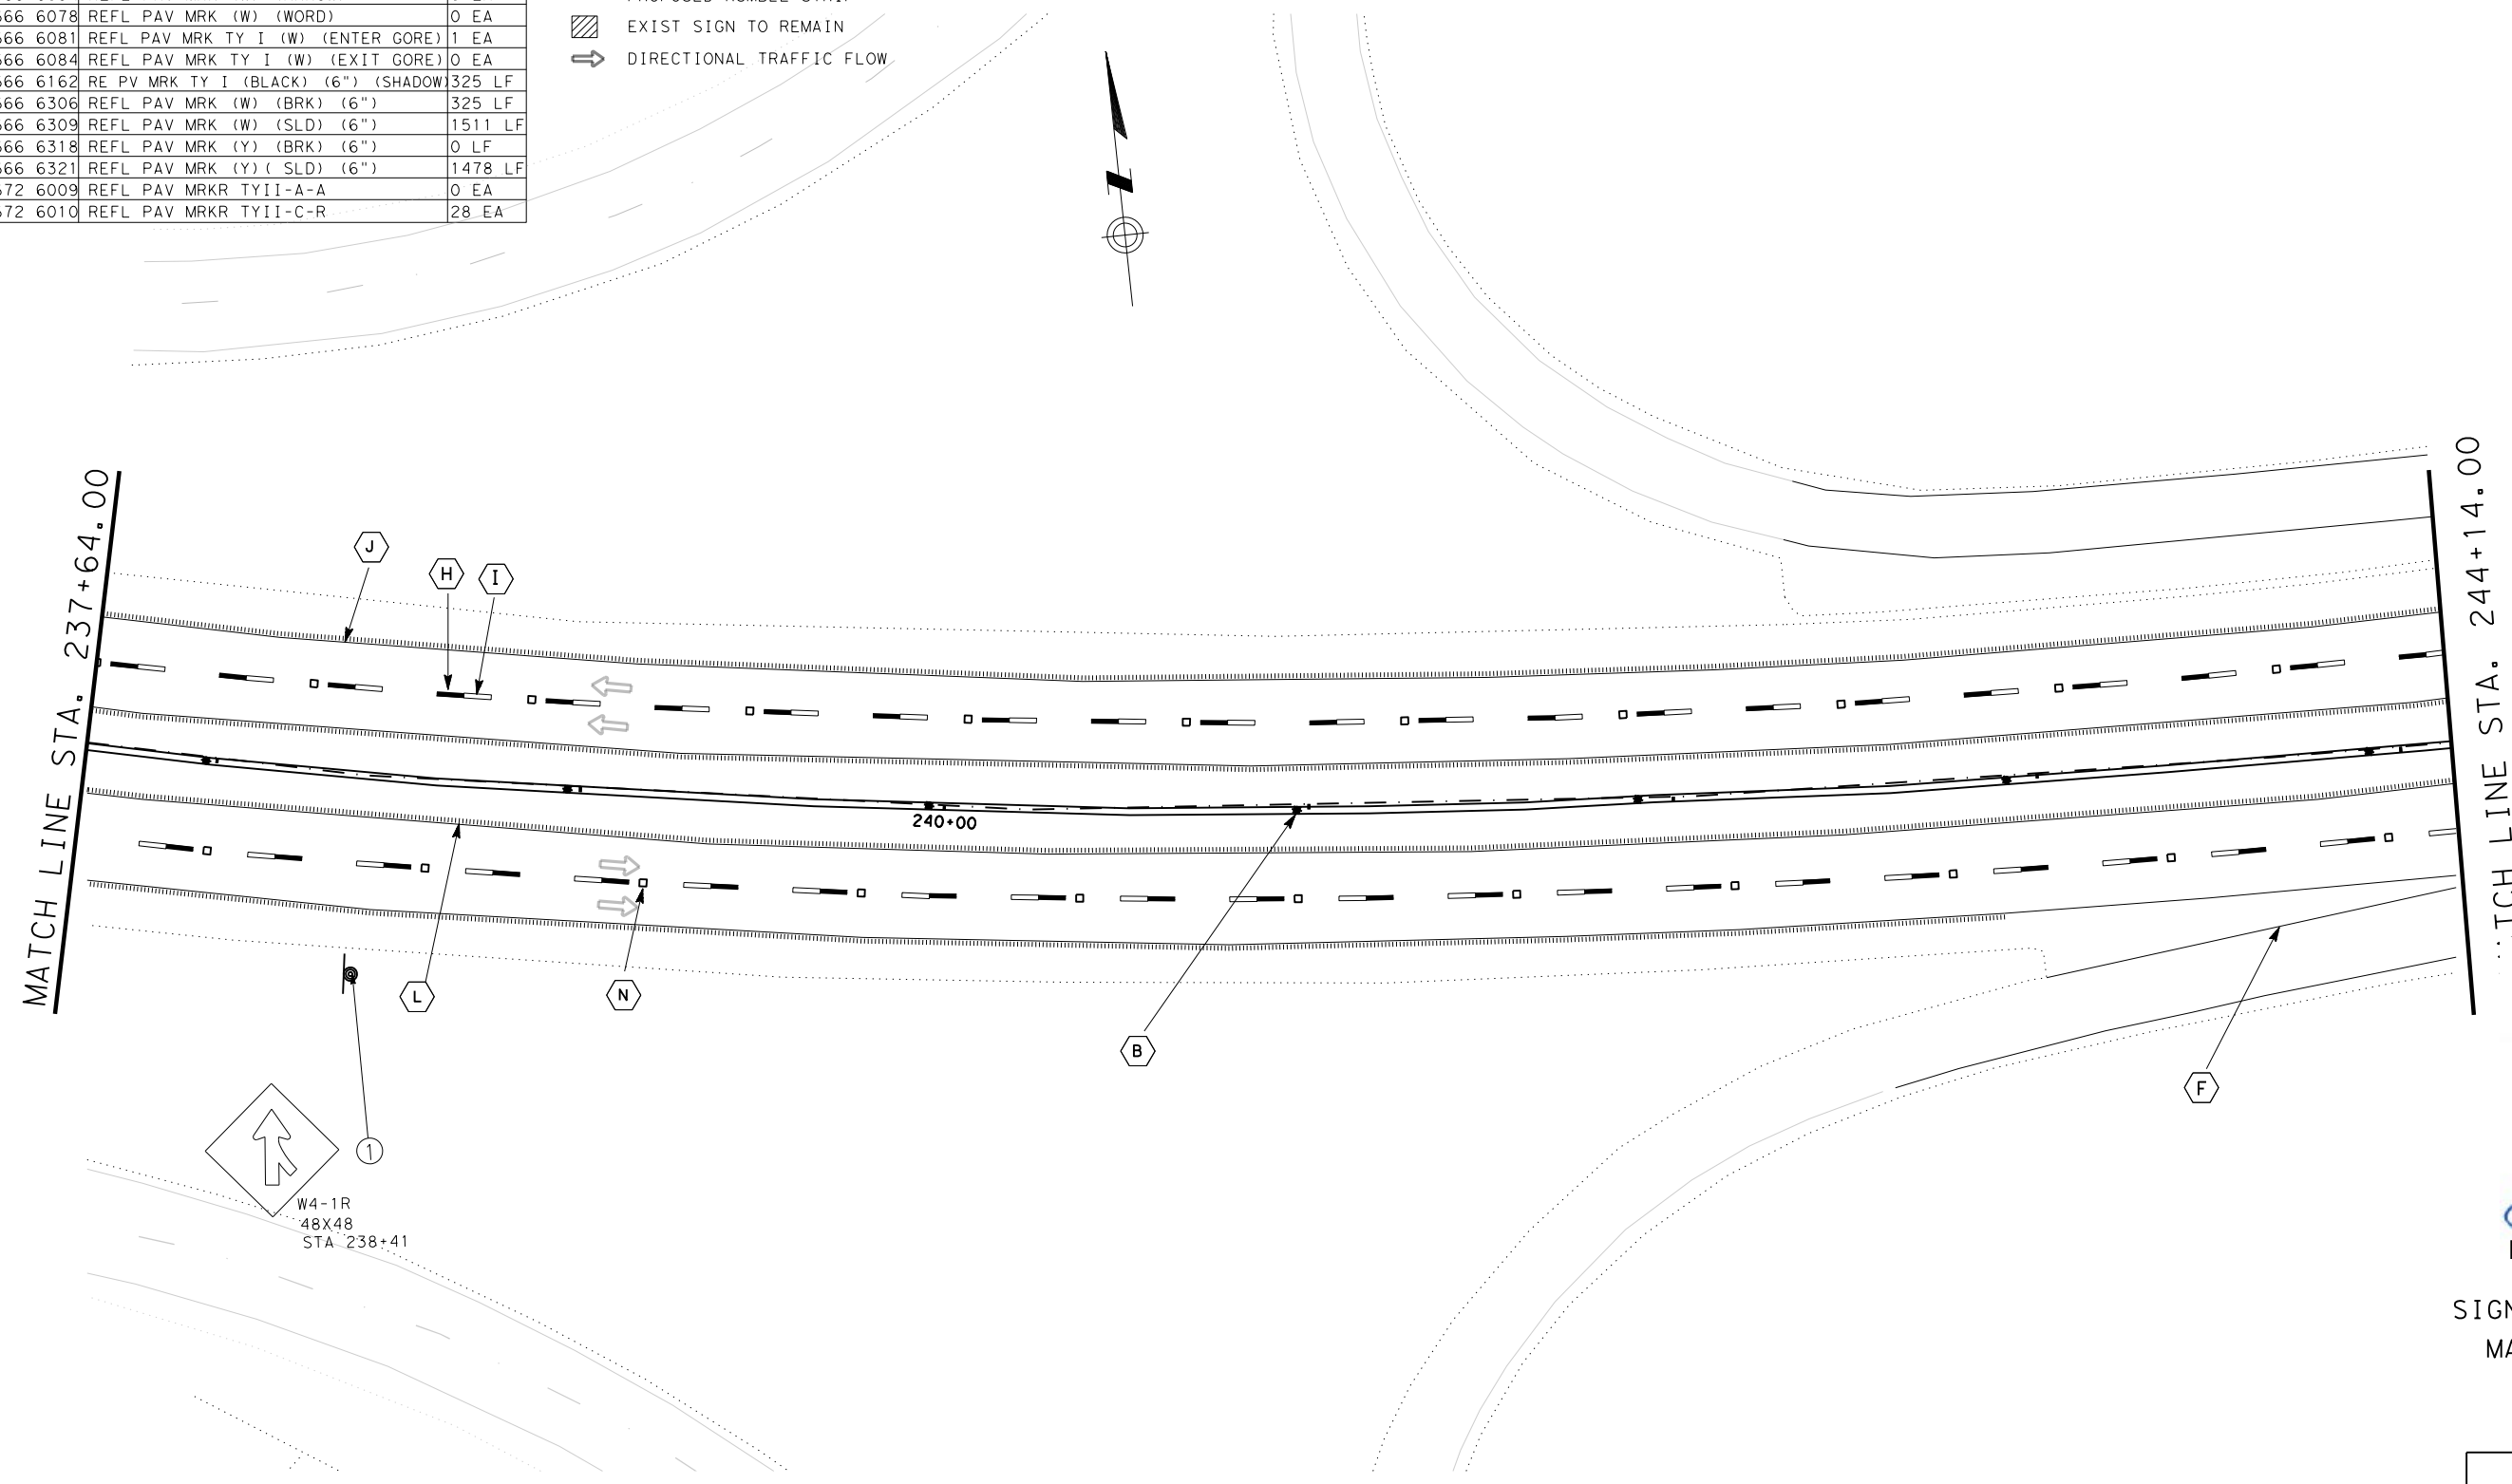 66 6078 REFL PAV MRK (W) (WORD) 0 EA
66 6081 REFL PAV MRK TY I (W) (ENTER GORE) 1 EA
66 6084 REFL PAV MRK TY I (W) (EXIT GORE) 0 EA
66 6162 RE PV MRK TY I (BLACK) (6") (SHADOW) 325 LF
66 6306 REFL PAV MRK (W) (BRK) (6") 325 LF
66 6309 REFL PAV MRK (W) (SLD) (6") 1511 LF
66 6318 REFL PAV MRK (Y) (BRK) (6") 0 LF
66 6321 REFL PAV MRK (Y)( SLD) (6") 1478 LF
72 6009 REFL PAV MRKR TYII-A-A 0 EA
72 6010 REFL PAV MRKR TYII-C-R 28 EA
EXIST SIGN TO REMAIN
DIRECTIONAL TRAFFIC FLOW
MATCH LINE STA. 237+64.00
J
H
I
240+00
L
N
B
F
1
W4-1R
48X48
STA 238+41
LINE STA. 244+14.00
SIGN
MA